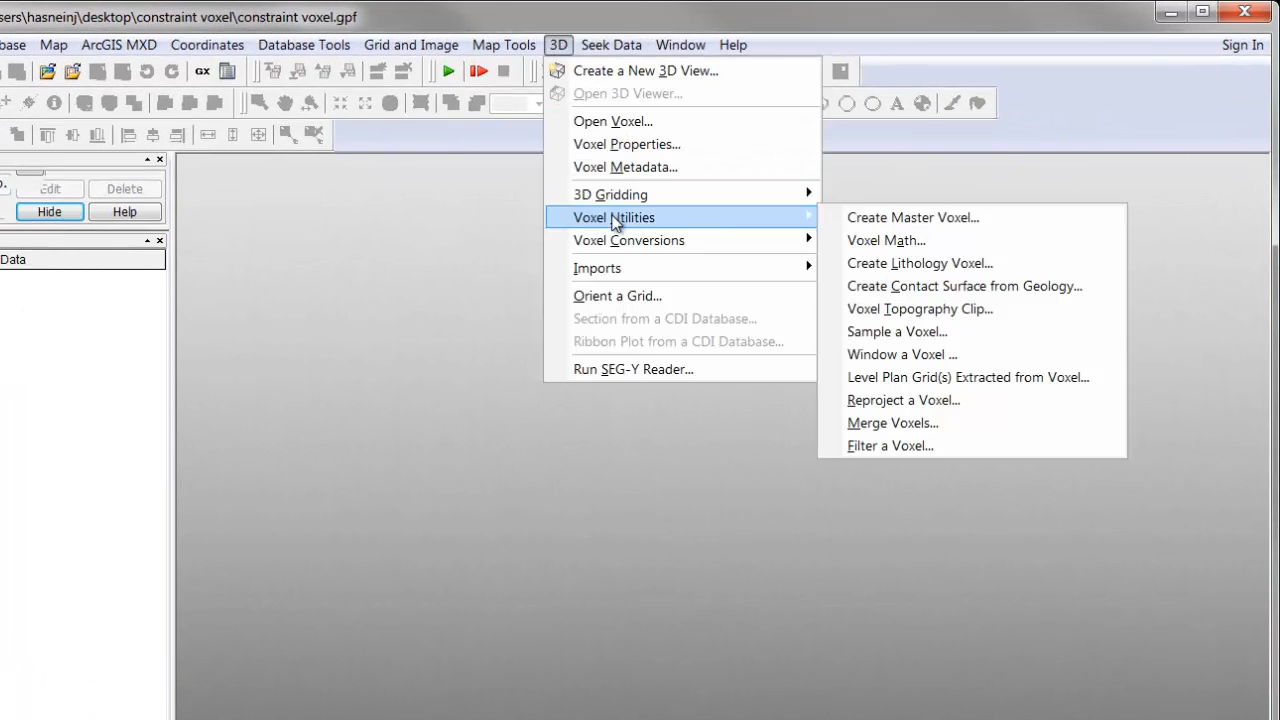 sers\hasneinj\desktop\constraint voxel\constraint voxel.gpf
base Map ArcGIS MXD Coordinates Database Tools Grid and Image Map Tools 3D Seek Data Window Help Sign In
GX
Create a New 3D View...
Open 3D Viewer...
Open Voxel...
Voxel Properties...
Voxel Metadata...
3D Gridding
Voxel Utilities
Voxel Conversions
Imports
Orient a Grid...
Section from a CDI Database...
Ribbon Plot from a CDI Database...
Run SEG-Y Reader...
Create Master Voxel...
Voxel Math...
Create Lithology Voxel...
Create Contact Surface from Geology...
Voxel Topography Clip...
Sample a Voxel...
Window a Voxel ...
Level Plan Grid(s) Extracted from Voxel...
Reproject a Voxel...
Merge Voxels...
Filter a Voxel...
Edit Delete
Hide Help
Data